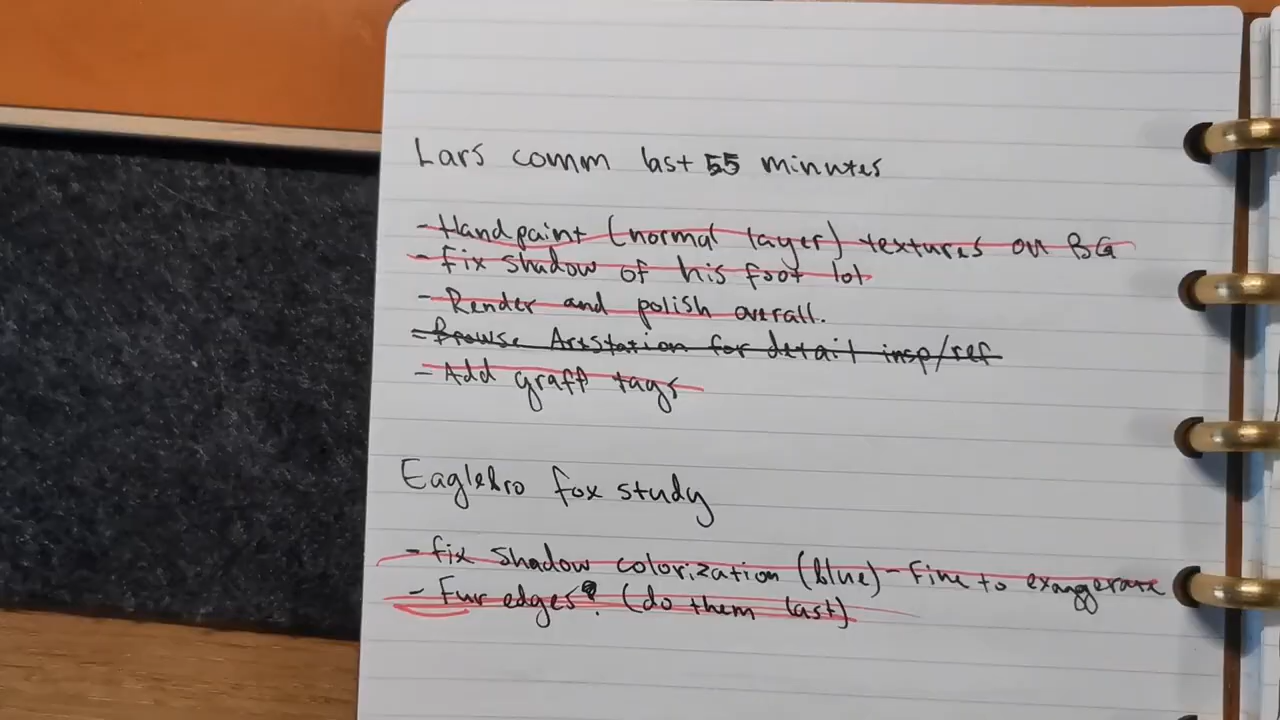 Lars comm last 55 minutes
- Handpaint (normal layer) textures on BG
- fix shadow of his foot lol
- Render and polish overall.
- Browse ArtStation for detail insp/ref
- Add graff tags
fox study
- fix shadow colorization (blue) - fine to exaggerate
- Fur edges? (do them last)